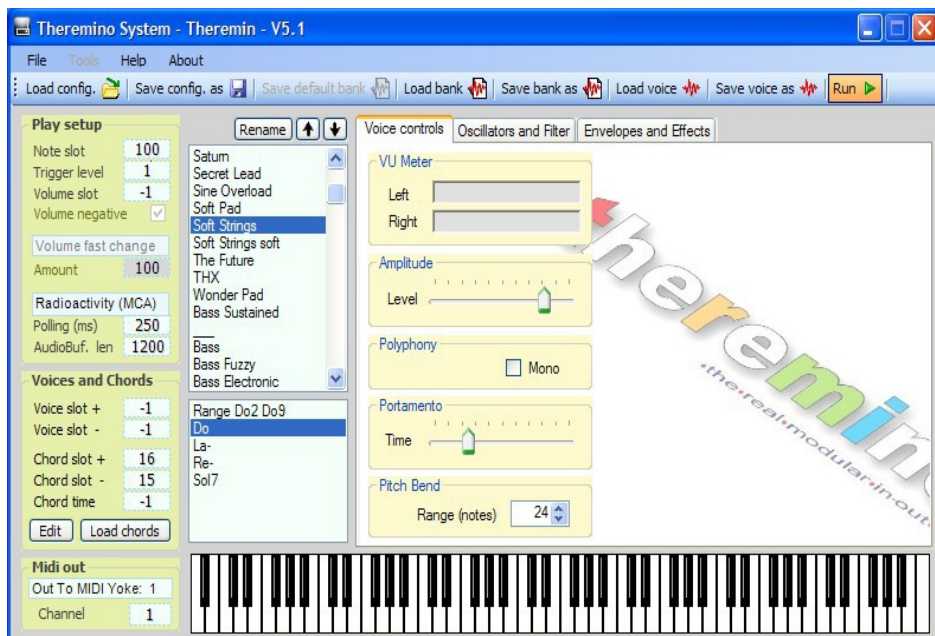 Theremino System - Theremin - V5.1
File Tools Help About
Load config. Save config. as Save default bank Load bank Save bank as Load voice Save voice as Run
Play setup
Note slot 100
Trigger level 1
Volume slot -1
Volume negative
Volume fast change
Amount 100
Radioactivity (MCA)
Polling (ms) 250
AudioBuf. len 1200
Voices and Chords
Voice slot + -1
Voice slot - -1
Chord slot + 16
Chord slot - 15
Chord time -1
Edit Load chords
Midi out
Out To MIDI Yoke: 1
Channel 1
Rename
Saturn
Secret Lead
Sine Overload
Soft Pad
Soft Strings
Soft Strings soft
The Future
THX
Wonder Pad
Bass Sustained
___
Bass
Bass Fuzzy
Bass Electronic
Range Do2 Do9
Do
La-
Re-
Sol7
Voice controls Oscillators and Filter Envelopes and Effects
VU Meter
Left
Right
Amplitude
Level
Polyphony
Mono
Portamento
Time
Pitch Bend
Range (notes) 24
theremin
•the•real•modular•in-out